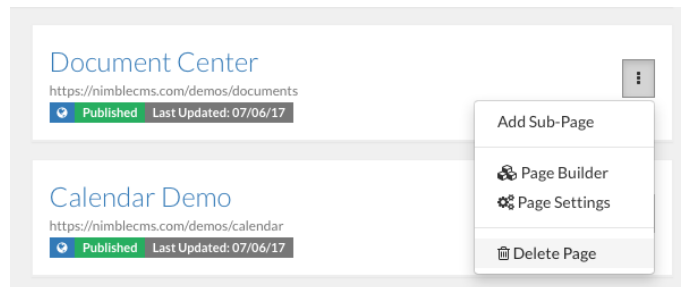 Document Center
https://nimblecms.com/demos/documents
Published Last Updated: 07/06/17
Add Sub-Page
Page Builder
Page Settings
Delete Page
Calendar Demo
https://nimblecms.com/demos/calendar
Published Last Updated: 07/06/17